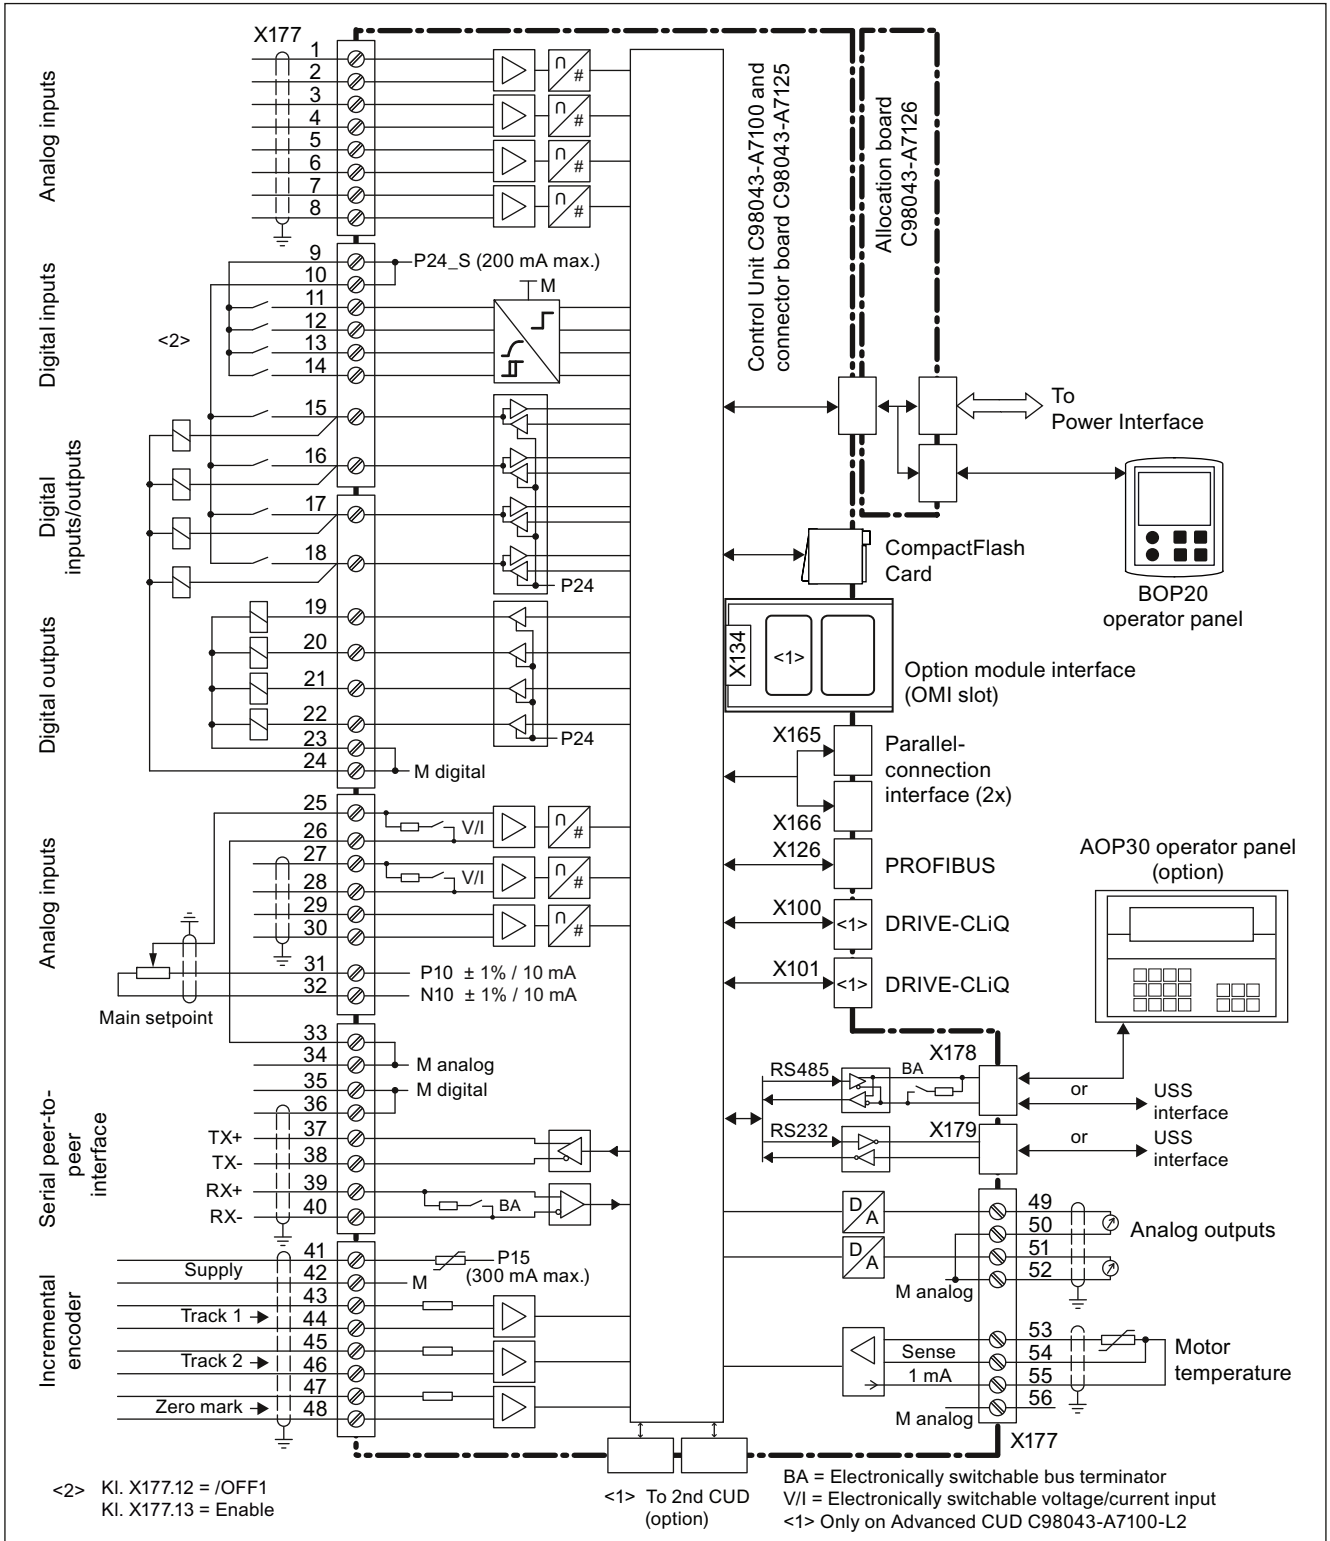 X177
Analog inputs
1
2
3
4
5
6
7
8
∩
#
∩
#
∩
#
∩
#
Control Unit C98043-A7100 and
connector board C98043-A7125
Allocation board
C98043-A7126
Digital inputs
9
10
11
12
13
14
P24_S (200 mA max.)
M
<2>
Digital
inputs/outputs
15
16
17
18
P24
To
Power Interface
CompactFlash
Card
BOP20
operator panel
Digital outputs
19
20
21
22
23
24
P24
M digital
X134
<1>
Option module interface
(OMI slot)
X165
X166
Parallel-
connection
interface (2x)
X126
PROFIBUS
X100
<1>
DRIVE-CLiQ
X101
<1>
DRIVE-CLiQ
AOP30 operator panel
(option)
Analog inputs
25
26
27
28
29
30
31
32
V/I
V/I
∩
#
∩
#
∩
#
P10 ± 1% / 10 mA
N10 ± 1% / 10 mA
Main setpoint
33
34
35
36
M analog
M digital
Serial peer-to-
peer
interface
TX+
TX-
RX+
RX-
37
38
39
40
BA
RS485
BA
X178
or
USS
interface
RS232
X179
or
USS
interface
D
A
D
A
49
50
51
52
M analog
Analog outputs
Incremental
encoder
Supply
Track 1
Track 2
Zero mark
41
42
43
44
45
46
47
48
P15
(300 mA max.)
M
Sense
1 mA
M analog
53
54
55
56
Motor
temperature
X177
<2> Kl. X177.12 = /OFF1
Kl. X177.13 = Enable
<1> To 2nd CUD
(option)
BA = Electronically switchable bus terminator
V/I = Electronically switchable voltage/current input
<1> Only on Advanced CUD C98043-A7100-L2